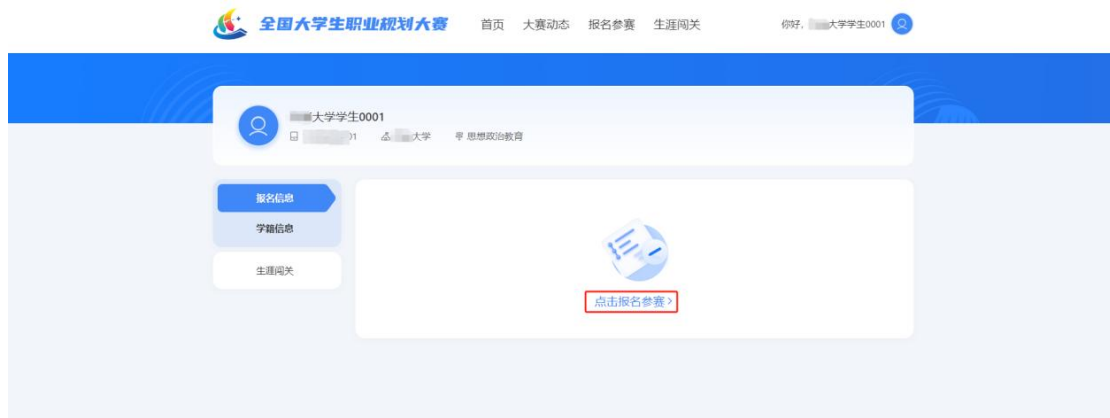 全国大学生职业规划大赛 首页 大赛动态 报名参赛 生涯闯关 你好, 大学学生0001
大学学生0001
01 大学 思想政治教育
报名信息
学籍信息
生涯闯关
点击报名参赛>